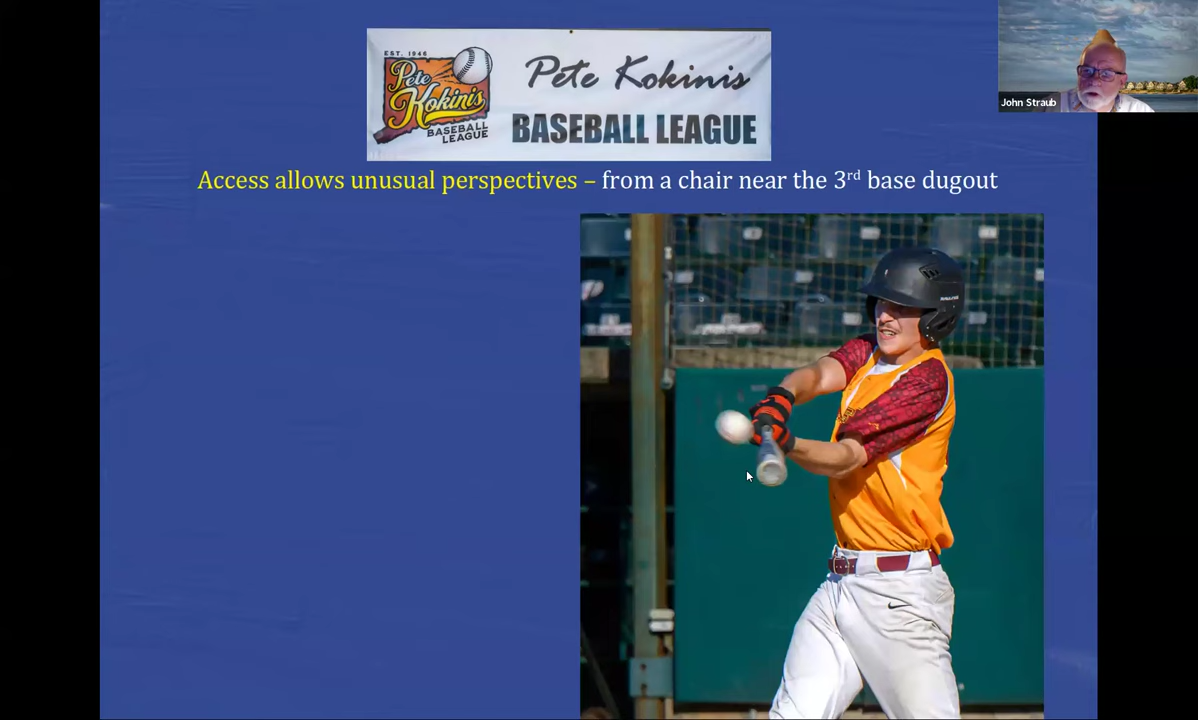 EST. 1946
Pete
Kokinis
BASEBALL
LEAGUE
Pete Kokinis
BASEBALL LEAGUE
John Straub
Access allows unusual perspectives – from a chair near the 3rd base dugout